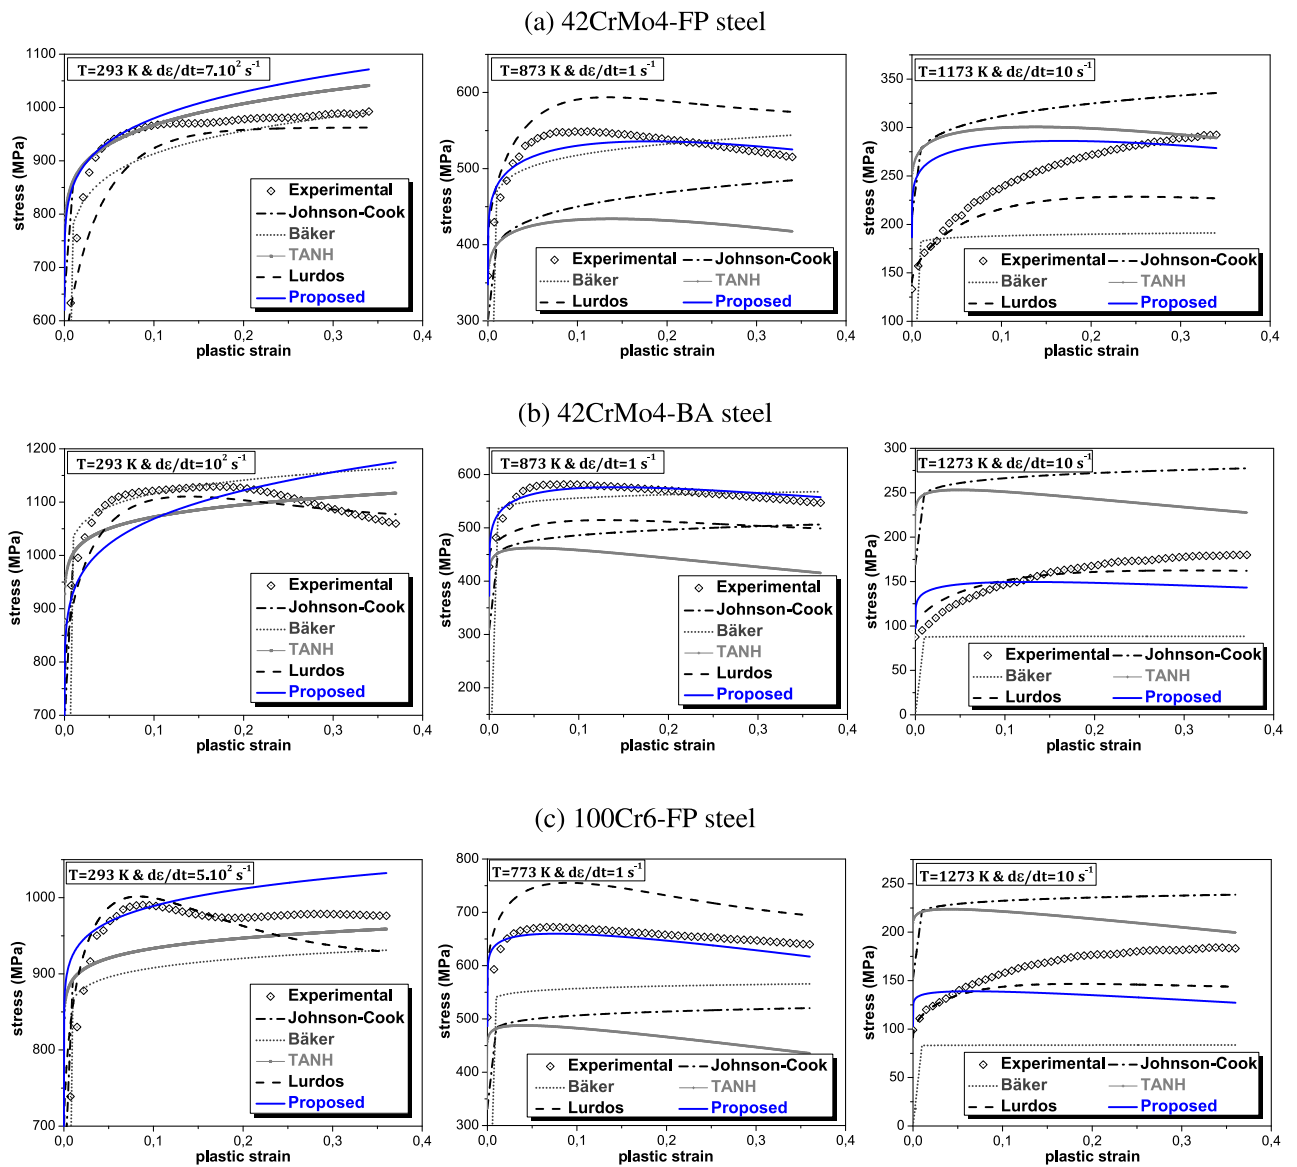 (a) 42CrMo4-FP steel
T=293 K & dε/dt=7.10² s⁻¹
stress (MPa)
1100
1000
900
800
700
600
0,0 0,1 0,2 0,3 0,4
plastic strain
Experimental
Johnson-Cook
Bäker
TANH
Lurdos
Proposed
T=873 K & dε/dt=1 s⁻¹
stress (MPa)
600
500
400
300
0,0 0,1 0,2 0,3 0,4
plastic strain
Experimental Johnson-Cook
Bäker TANH
Lurdos Proposed
T=1173 K & dε/dt=10 s⁻¹
stress (MPa)
350
300
250
200
150
100
0,0 0,1 0,2 0,3 0,4
plastic strain
Experimental Johnson-Cook
Bäker TANH
Lurdos Proposed
(b) 42CrMo4-BA steel
T=293 K & dε/dt=10² s⁻¹
stress (MPa)
1200
1100
1000
900
800
700
0,0 0,1 0,2 0,3 0,4
plastic strain
Experimental
Johnson-Cook
Bäker
TANH
Lurdos
Proposed
T=873 K & dε/dt=1 s⁻¹
stress (MPa)
600
500
400
300
200
0,0 0,1 0,2 0,3 0,4
plastic strain
Experimental
Johnson-Cook
Bäker
TANH
Lurdos
Proposed
T=1273 K & dε/dt=10 s⁻¹
stress (MPa)
300
250
200
150
100
50
0
0,0 0,1 0,2 0,3 0,4
plastic strain
Experimental Johnson-Cook
Bäker TANH
Lurdos Proposed
(c) 100Cr6-FP steel
T=293 K & dε/dt=5.10² s⁻¹
stress (MPa)
1000
900
800
700
0,0 0,1 0,2 0,3 0,4
plastic strain
Experimental
Johnson-Cook
Bäker
TANH
Lurdos
Proposed
T=773 K & dε/dt=1 s⁻¹
stress (MPa)
800
700
600
500
400
300
0,0 0,1 0,2 0,3 0,4
plastic strain
Experimental Johnson-Cook
Bäker TANH
Lurdos Proposed
T=1273 K & dε/dt=10 s⁻¹
stress (MPa)
250
200
150
100
50
0
0,0 0,1 0,2 0,3 0,4
plastic strain
Experimental Johnson-Cook
Bäker TANH
Lurdos Proposed